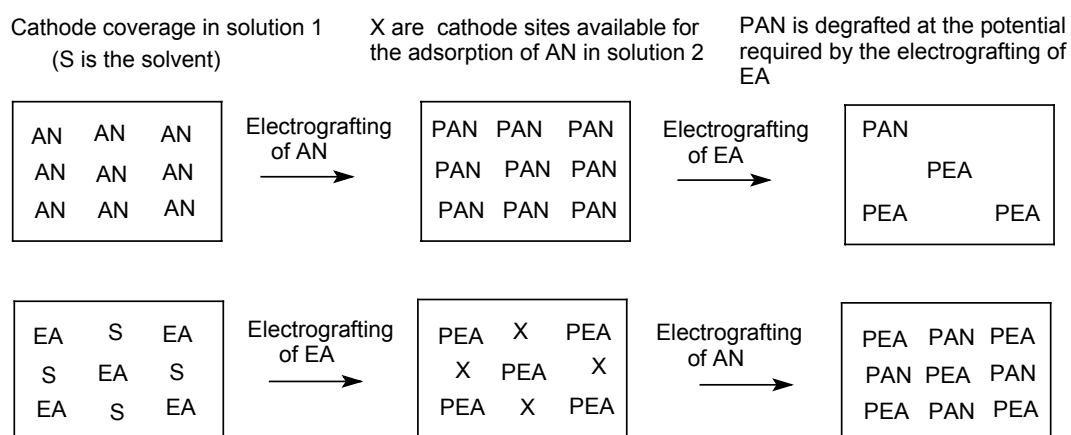 Cathode coverage in solution 1
(S is the solvent)
X are cathode sites available for
the adsorption of AN in solution 2
PAN is degrafted at the potential
required by the electrografting of
EA
AN AN AN
AN AN AN
AN AN AN
Electrografting
of AN
PAN PAN PAN
PAN PAN PAN
PAN PAN PAN
Electrografting
of EA
PAN
PEA
PEA PEA
EA S EA
S EA S
EA S EA
Electrografting
of EA
PEA X PEA
X PEA X
PEA X PEA
Electrografting
of AN
PEA PAN PEA
PAN PEA PAN
PEA PAN PEA